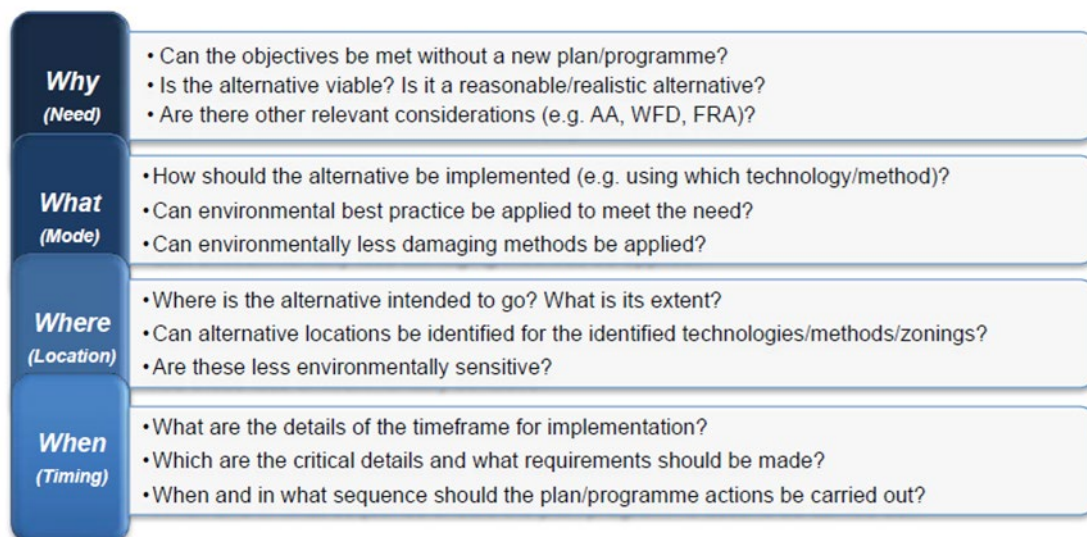 Why
(Need)
• Can the objectives be met without a new plan/programme?
• Is the alternative viable? Is it a reasonable/realistic alternative?
• Are there other relevant considerations (e.g. AA, WFD, FRA)?
What
(Mode)
• How should the alternative be implemented (e.g. using which technology/method)?
• Can environmental best practice be applied to meet the need?
• Can environmentally less damaging methods be applied?
Where
(Location)
• Where is the alternative intended to go? What is its extent?
• Can alternative locations be identified for the identified technologies/methods/zonings?
• Are these less environmentally sensitive?
When
(Timing)
• What are the details of the timeframe for implementation?
• Which are the critical details and what requirements should be made?
• When and in what sequence should the plan/programme actions be carried out?